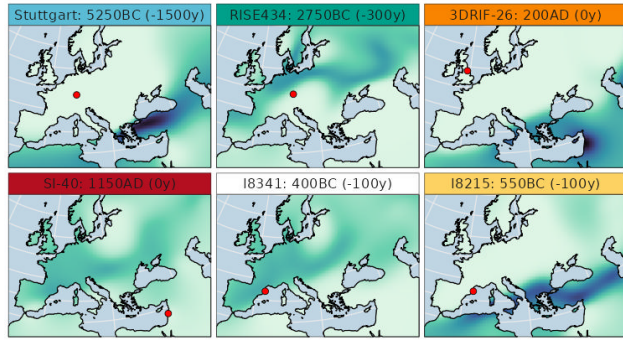 Stuttgart: 5250BC (-1500y)
RISE434: 2750BC (-300y)
3DRIF-26: 200AD (0y)
SI-40: 1150AD (0y)
I8341: 400BC (-100y)
I8215: 550BC (-100y)